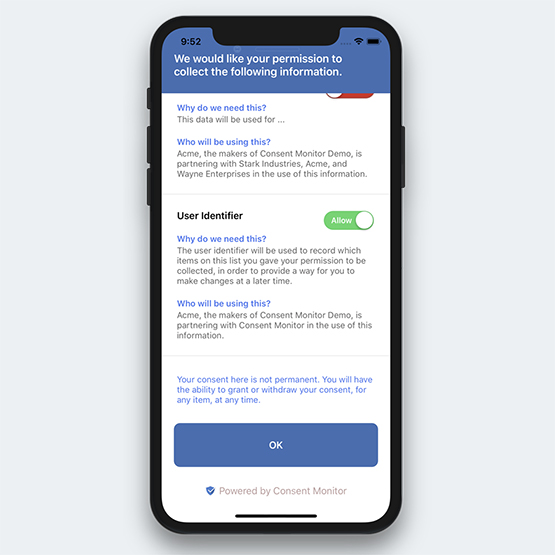 9:52
We would like your permission to
collect the following information.
Why do we need this?
This data will be used for ...
Who will be using this?
Acme, the makers of Consent Monitor Demo, is
partnering with Stark Industries, Acme, and
Wayne Enterprises in the use of this information.
User Identifier
Allow
Why do we need this?
The user identifier will be used to record which
items on this list you gave your permission to be
collected, in order to provide a way for you to
make changes at a later time.
Who will be using this?
Acme, the makers of Consent Monitor Demo, is
partnering with Consent Monitor in the use of this
information.
Your consent here is not permanent. You will have
the ability to grant or withdraw your consent, for
any item, at any time.
OK
Powered by Consent Monitor